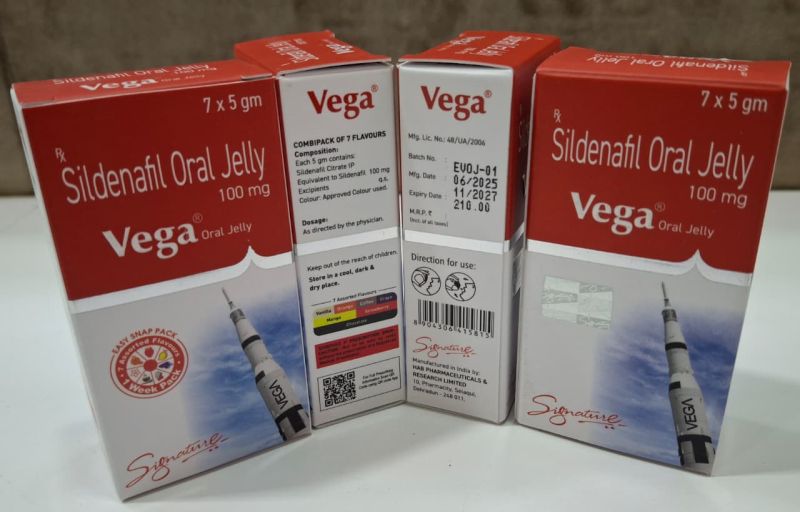 Sildenafil Oral Jelly
100 mg
7 x 5 gm
Rx
Sildenafil Oral Jelly
100 mg
Vega® Oral Jelly
EASY SNAP PACK
7 Assorted Flavours
1 Week Pack
VEGA
Signature
Vega®
COMBIPACK OF 7 FLAVOURS
Composition:
Each 5 gm contains:
Sildenafil Citrate IP
Equivalent to Sildenafil 100 mg
Excipients q.s.
Colour: Approved Colour used.
Dosage:
As directed by the physician.
Keep out of the reach of children.
Store in a cool, dark &
dry place.
7 Assorted Flavours
Vanilla Orange Coffee Grape
Mango Strawberry
Chocolate
Vega®
Mfg. Lic. No.: 48/UA/2006
Batch No. : EVOJ-01
Mfg. Date : 06/2025
Expiry Date : 11/2027
M.R.P. ₹ : 210.00
(Incl. of all taxes)
Direction for use:
8904306415815
Signature
Manufactured in India by:
HAB PHARMACEUTICALS &
RESEARCH LIMITED
10, Pharmacity, Selaqui,
Dehradun - 248 011.
7 x 5 gm
Rx
Sildenafil Oral Jelly
100 mg
Vega® Oral Jelly
VEGA
Signature